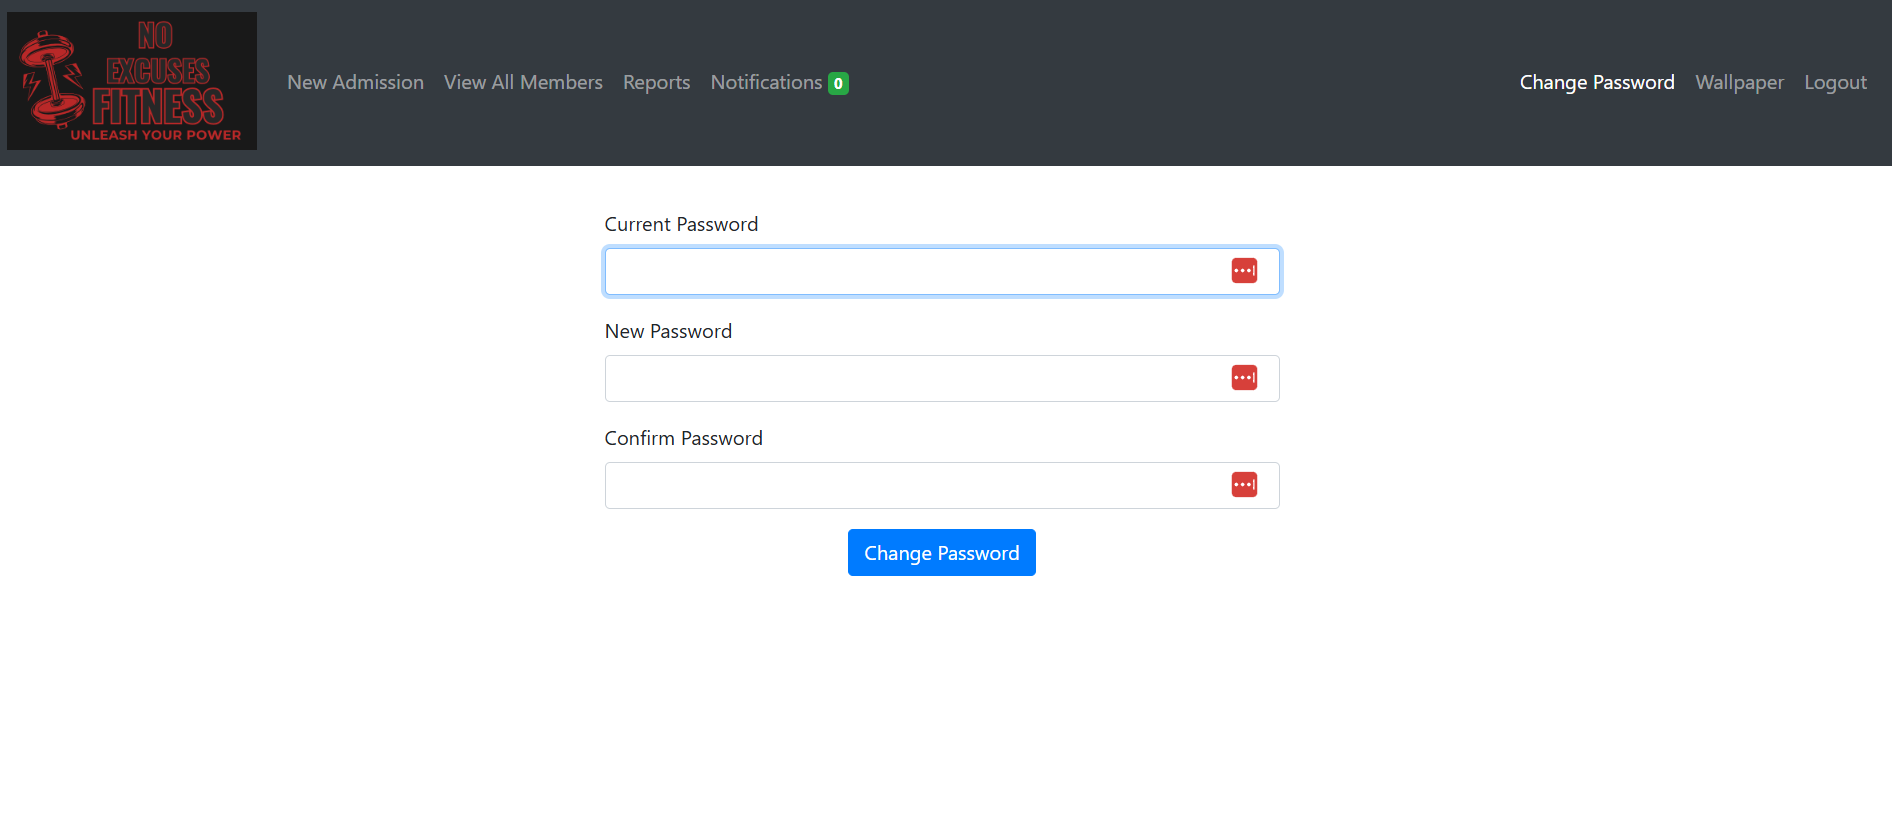 NO
EXCUSES
FITNESS
UNLEASH YOUR POWER
New Admission View All Members Reports Notifications 0 Change Password Wallpaper Logout
Current Password
New Password
Confirm Password
Change Password